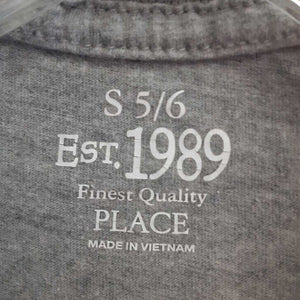 S 5/6
EST. 1989
Finest Quality
PLACE
MADE IN VIETNAM